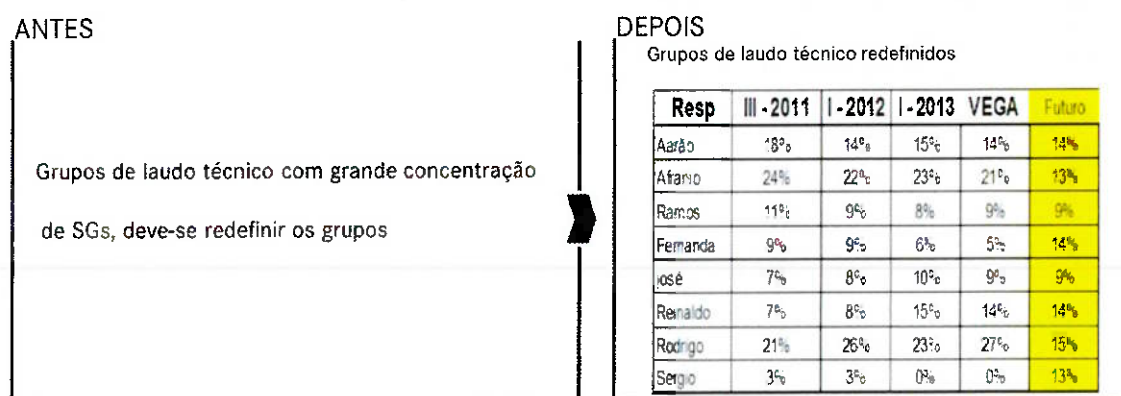 ANTES
Grupos de laudo técnico com grande concentração
de SGs, deve-se redefinir os grupos
DEPOIS
Grupos de laudo técnico redefinidos
Resp III - 2011 I - 2012 I - 2013 VEGA Futuro
Aarão 18% 14% 15% 14% 14%
Afranio 24% 22% 23% 21% 13%
Ramos 11% 9% 8% 9% 9%
Fernanda 9% 9% 6% 5% 14%
José 7% 8% 10% 9% 9%
Reinaldo 7% 8% 15% 14% 14%
Rodrigo 21% 26% 23% 27% 15%
Sergio 3% 3% 0% 0% 13%